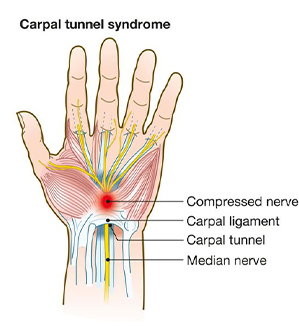 Carpal tunnel syndrome
Compressed nerve
Carpal ligament
Carpal tunnel
Median nerve